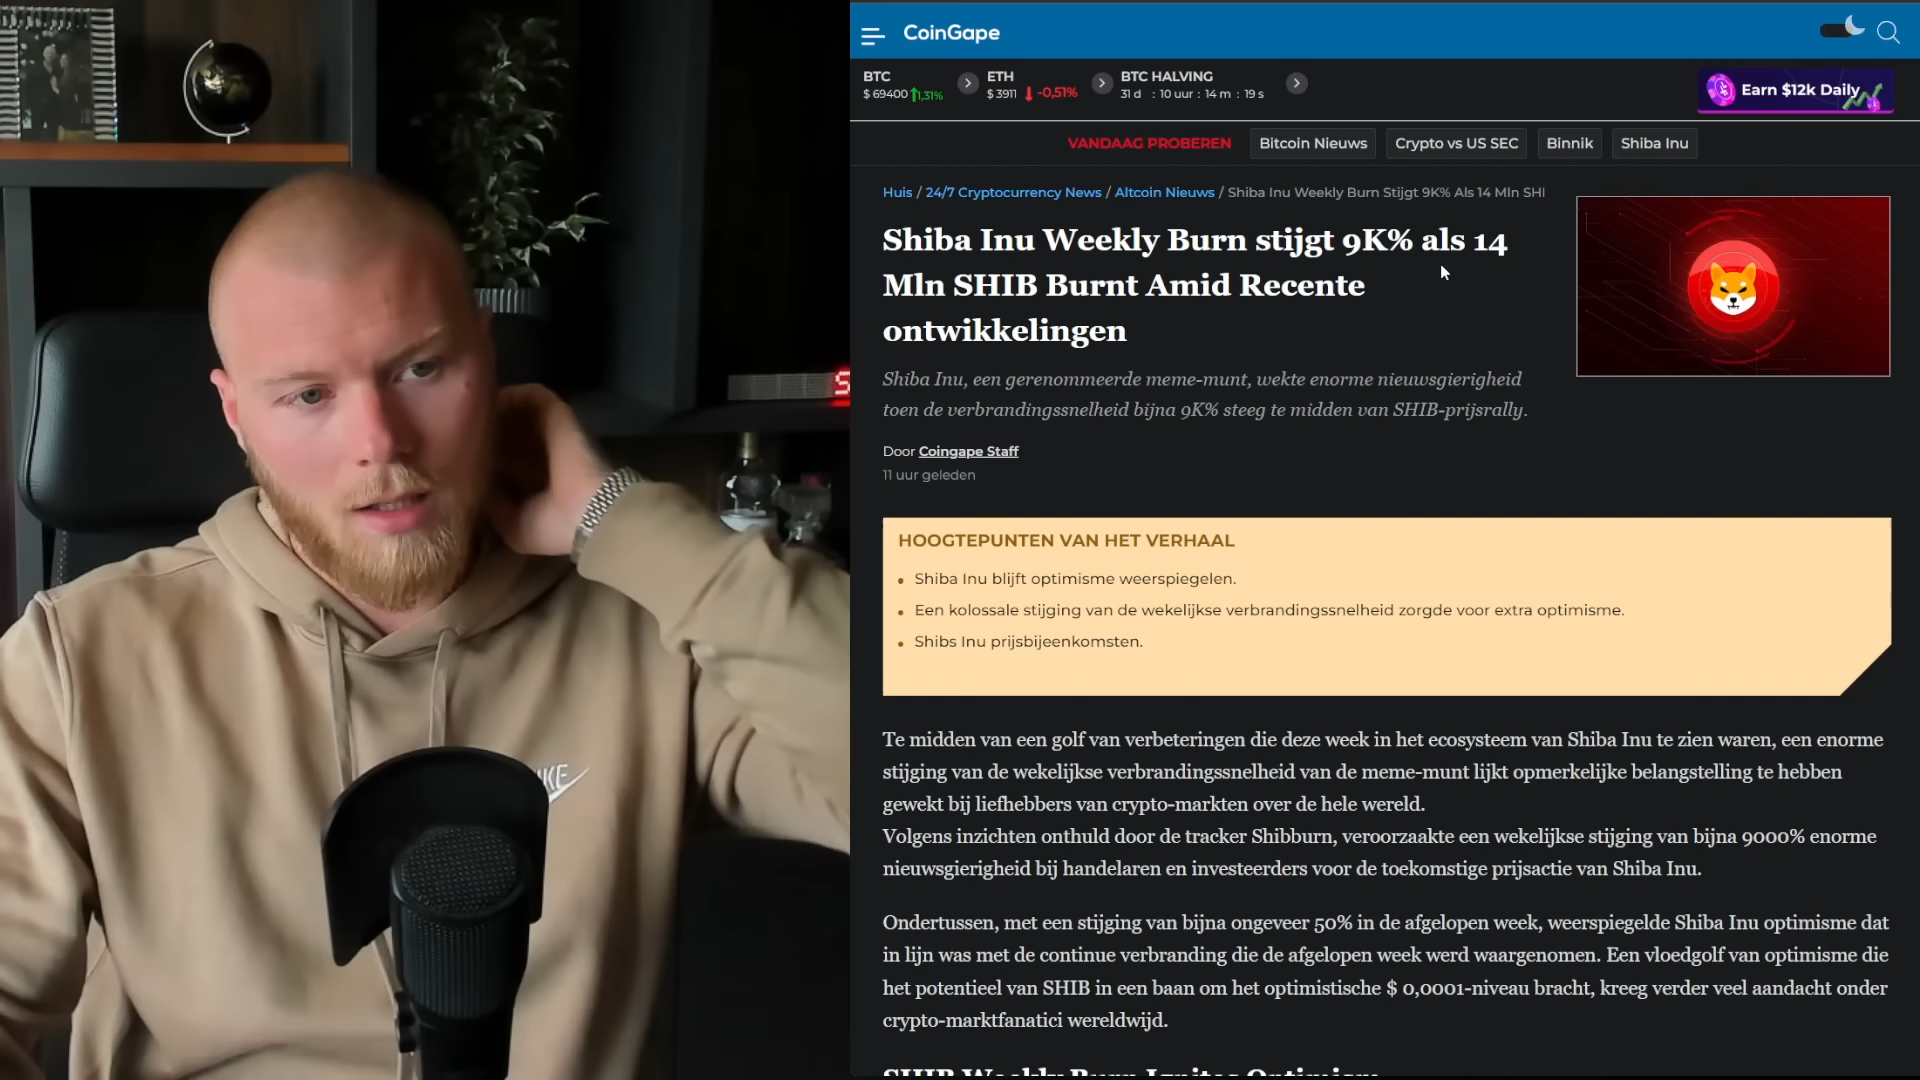 CoinGape
BTC
$ 69400 1,31%
ETH
$ 3911 -0,51%
BTC HALVING
31 d : 10 uur : 14 m : 19 s
Earn $12k Daily
VANDAAG PROBEREN
Bitcoin Nieuws
Crypto vs US SEC
Binnik
Shiba Inu
Huis / 24/7 Cryptocurrency News / Altcoin Nieuws / Shiba Inu Weekly Burn Stijgt 9K% Als 14 Mln SHI
Shiba Inu Weekly Burn stijgt 9K% als 14
Mln SHIB Burnt Amid Recente
ontwikkelingen
Shiba Inu, een gerenommeerde meme-munt, wekte enorme nieuwsgierigheid
toen de verbrandingssnelheid bijna 9K% steeg te midden van SHIB-prijsrally.
Door Coingape Staff
11 uur geleden
HOOGTEPUNTEN VAN HET VERHAAL
Shiba Inu blijft optimisme weerspiegelen.
Een kolossale stijging van de wekelijkse verbrandingssnelheid zorgde voor extra optimisme.
Shibs Inu prijsbijeenkomsten.
Te midden van een golf van verbeteringen die deze week in het ecosysteem van Shiba Inu te zien waren, een enorme
stijging van de wekelijkse verbrandingssnelheid van de meme-munt lijkt opmerkelijke belangstelling te hebben
gewekt bij liefhebbers van crypto-markten over de hele wereld.
Volgens inzichten onthuld door de tracker Shibburn, veroorzaakte een wekelijkse stijging van bijna 9000% enorme
nieuwsgierigheid bij handelaren en investeerders voor de toekomstige prijsactie van Shiba Inu.
Ondertussen, met een stijging van bijna ongeveer 50% in de afgelopen week, weerspiegelde Shiba Inu optimisme dat
in lijn was met de continue verbranding die de afgelopen week werd waargenomen. Een vloedgolf van optimisme die
het potentieel van SHIB in een baan om het optimistische $ 0,0001-niveau bracht, kreeg verder veel aandacht onder
crypto-marktfanatici wereldwijd.
SHIB Weekly Burn Ignites Optimism